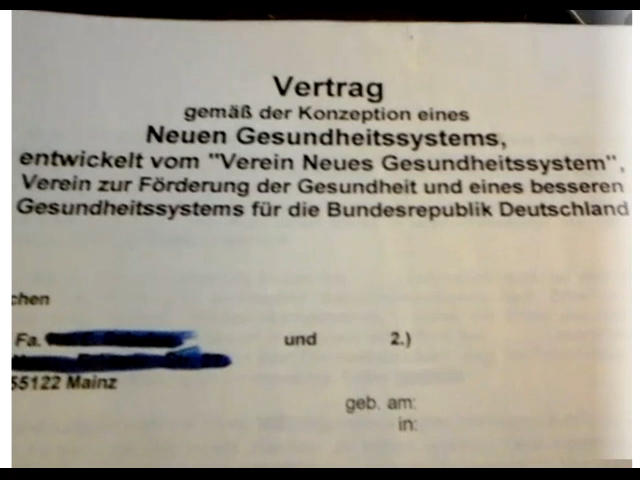 Vertrag
gemäß der Konzeption eines
Neuen Gesundheitssystems,
entwickelt vom "Verein Neues Gesundheitssystem",
Verein zur Förderung der Gesundheit und eines besseren
Gesundheitssystems für die Bundesrepublik Deutschland
chen
Fa. und 2.)
55122 Mainz
geb. am:
in: